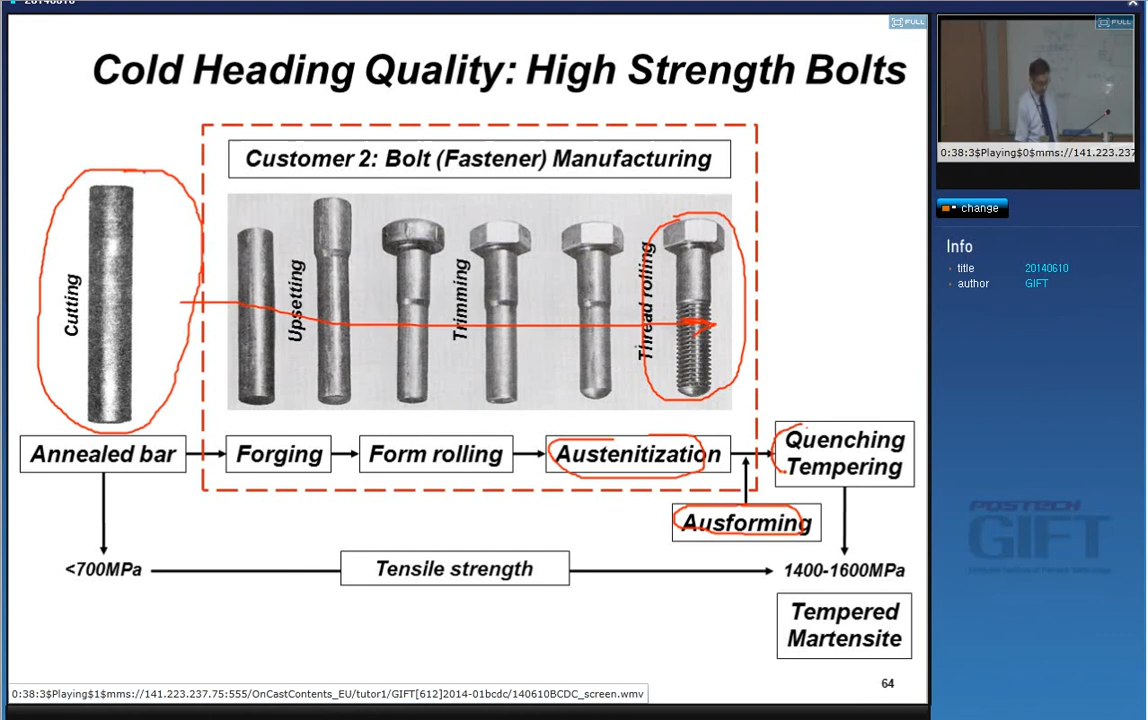 20140610
FULL
Cold Heading Quality: High Strength Bolts
Customer 2: Bolt (Fastener) Manufacturing
Cutting
Upsetting
Trimming
Thread rolling
Annealed bar
Forging
Form rolling
Austenitization
Quenching
Tempering
Ausforming
<700MPa
Tensile strength
1400-1600MPa
Tempered
Martensite
64
0:38:3$Playing$1$mms://141.223.237.75:555/OnCastContents_EU/tutor1/GIFT[612]2014-01bcdc/140610BCDC_screen.wmv
FULL
0:38:3$Playing$0$mms://141.223.237
change
Info
title 20140610
author GIFT
POSTECH
GIFT